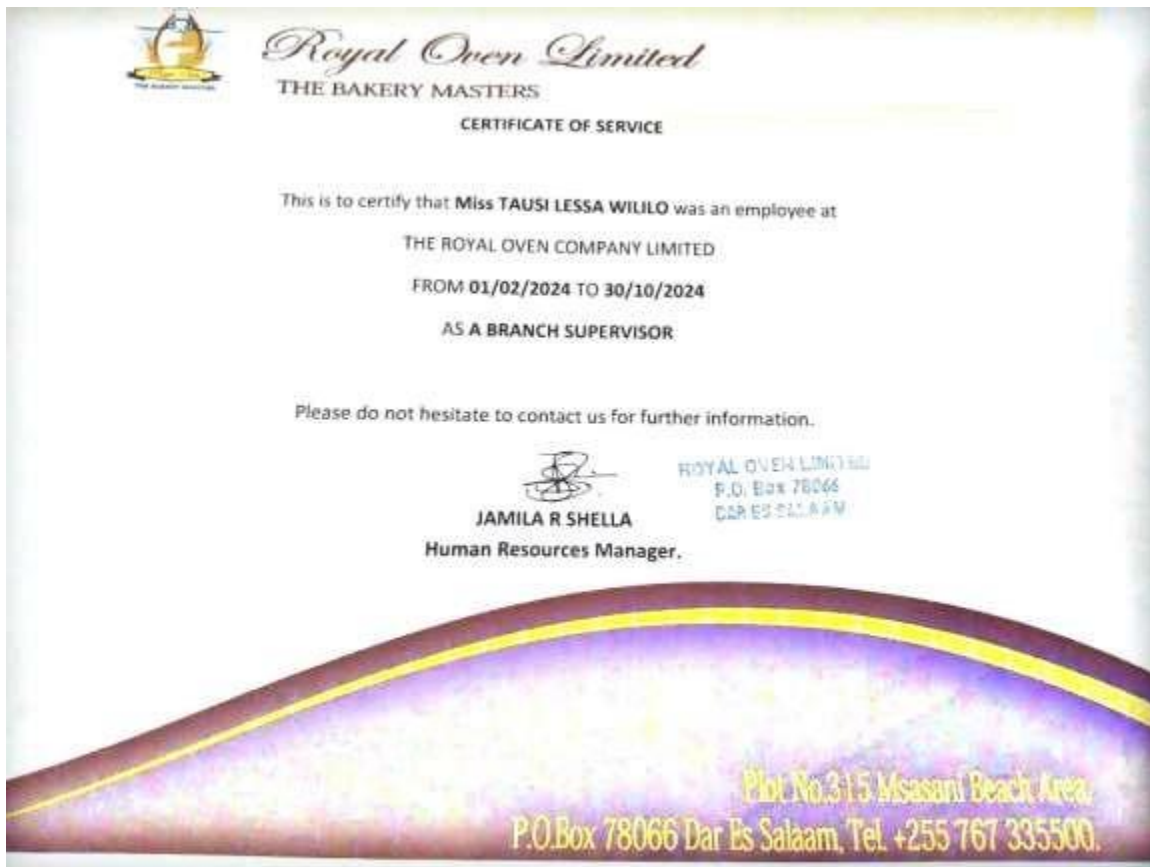 Royal Oven Limited
THE BAKERY MASTERS
CERTIFICATE OF SERVICE
This is to certify that Miss TAUSI LESSA WILILO was an employee at
THE ROYAL OVEN COMPANY LIMITED
FROM 01/02/2024 TO 30/10/2024
AS A BRANCH SUPERVISOR
Please do not hesitate to contact us for further information.
ROYAL OVEN LIMITED
P.O. Box 78066
DAR ES SALAAM
JAMILA R SHELLA
Human Resources Manager.
Plot No.315 Msasani Beach Area.
P.O.Box 78066 Dar Es Salaam, Tel. +255 767 335500.